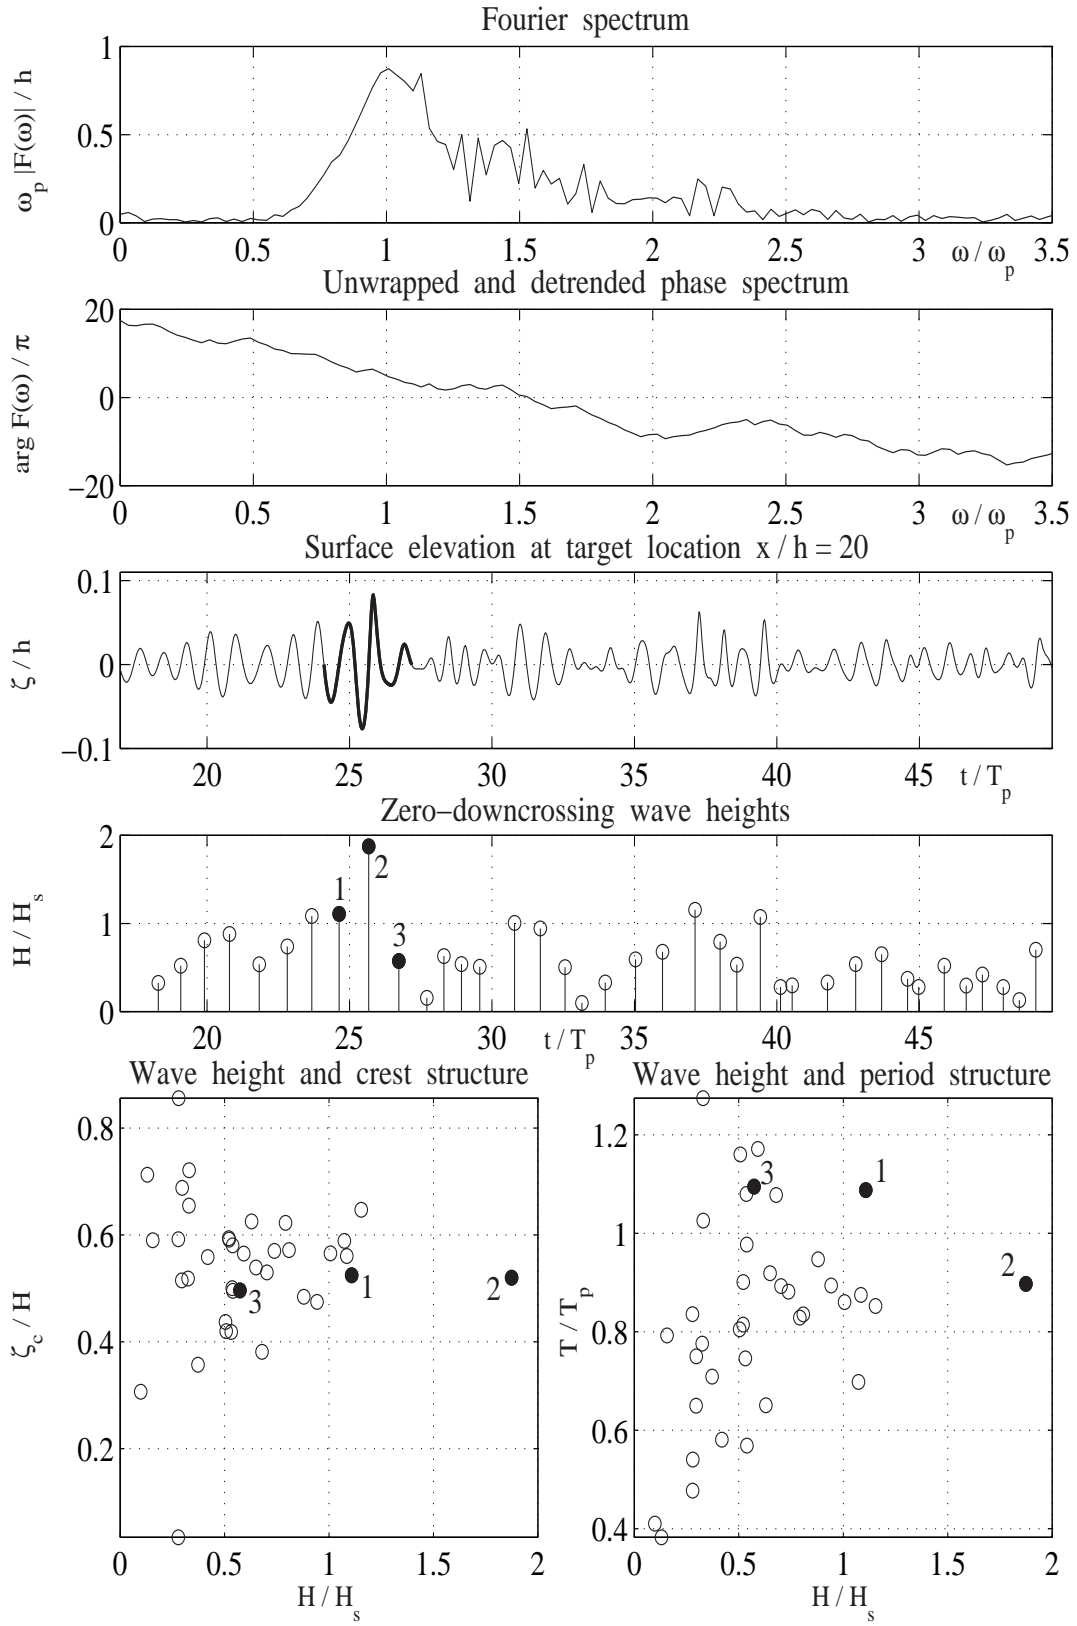 Fourier spectrum
ω_p |F(ω)| / h
1
0.5
0
0 0.5 1 1.5 2 2.5 3 ω / ω_p 3.5
Unwrapped and detrended phase spectrum
arg F(ω) / π
20
0
−20
0 0.5 1 1.5 2 2.5 3 ω / ω_p 3.5
Surface elevation at target location x / h = 20
ζ / h
0.1
0
−0.1
20 25 30 35 40 45 t / T_p
Zero−downcrossing wave heights
H / H_s
2
1
0
1
2
3
20 25 30 t / T_p 35 40 45
Wave height and crest structure
ζ_c / H
0.8
0.6
0.4
0.2
3
1
2
0 0.5 1 1.5 2
H / H_s
Wave height and period structure
T / T_p
1.2
1
0.8
0.6
0.4
3
1
2
0 0.5 1 1.5 2
H / H_s